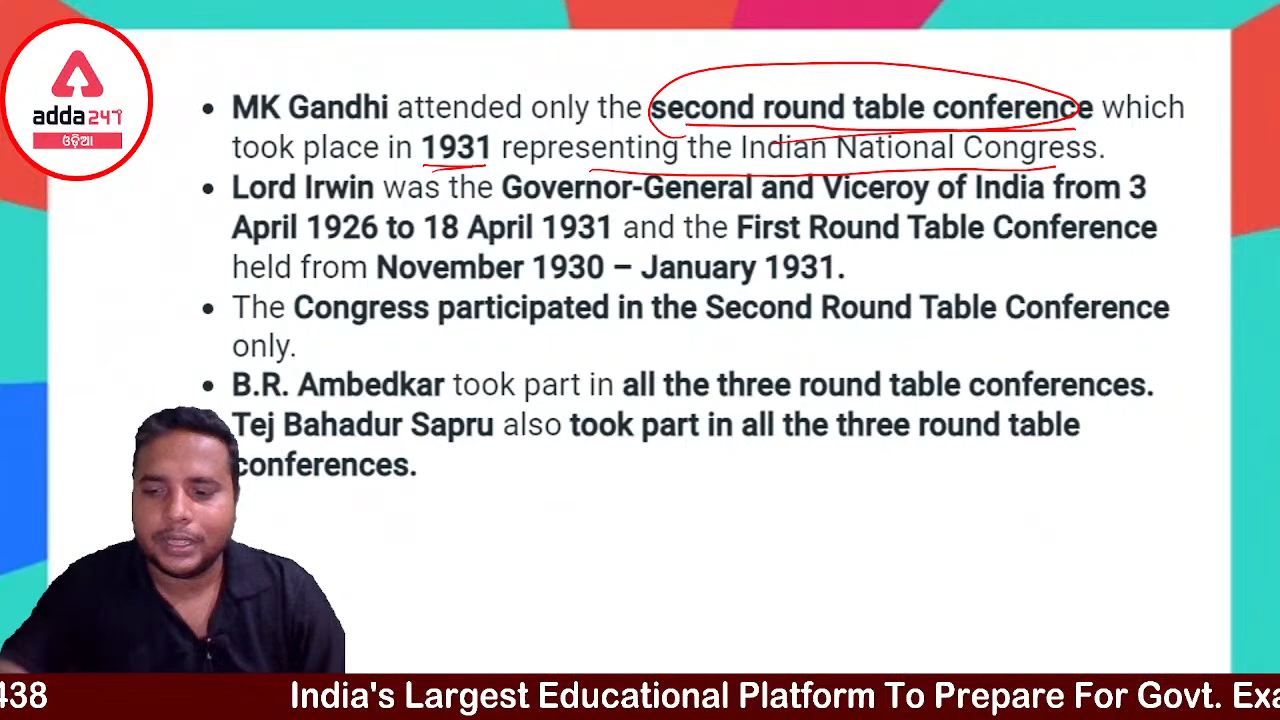 adda247
ଓଡ଼ିଆ
• MK Gandhi attended only the second round table conference which
took place in 1931 representing the Indian National Congress.
• Lord Irwin was the Governor-General and Viceroy of India from 3
April 1926 to 18 April 1931 and the First Round Table Conference
held from November 1930 – January 1931.
• The Congress participated in the Second Round Table Conference
only.
• B.R. Ambedkar took part in all the three round table conferences.
Tej Bahadur Sapru also took part in all the three round table
conferences.
438 India's Largest Educational Platform To Prepare For Govt. Exa